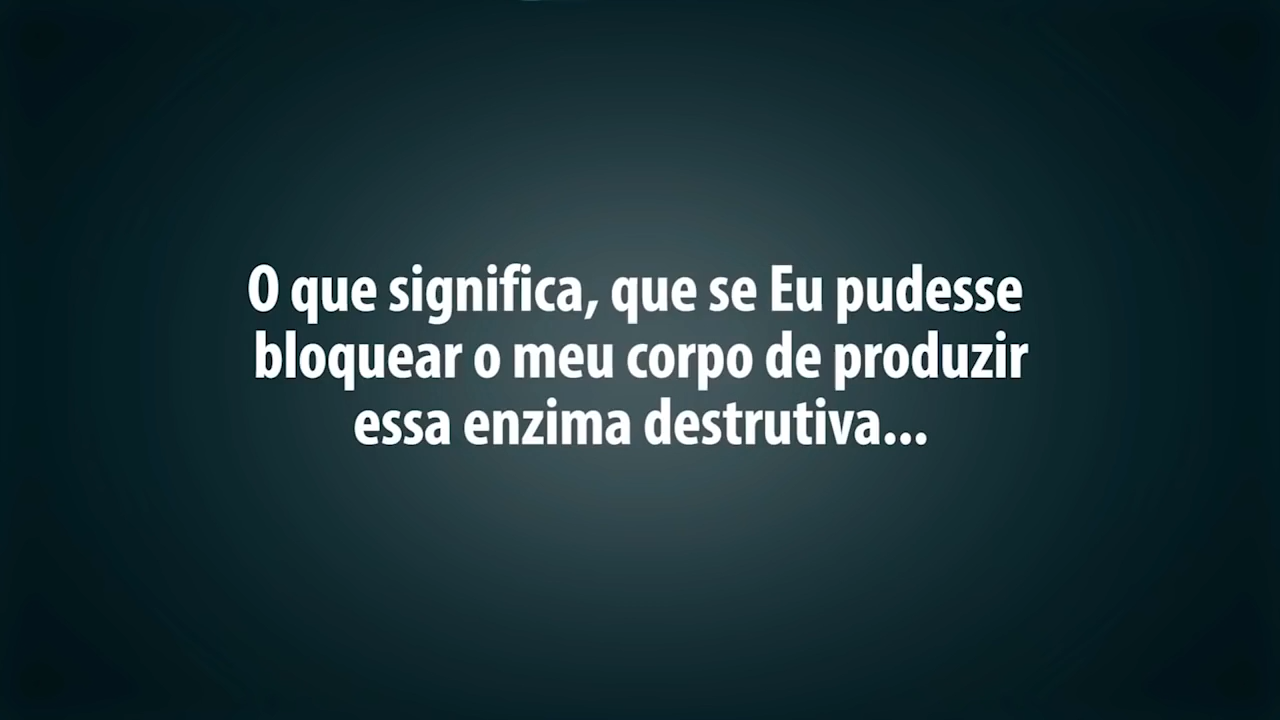 O que significa, que se Eu pudesse
bloquear o meu corpo de produzir
essa enzima destrutiva...